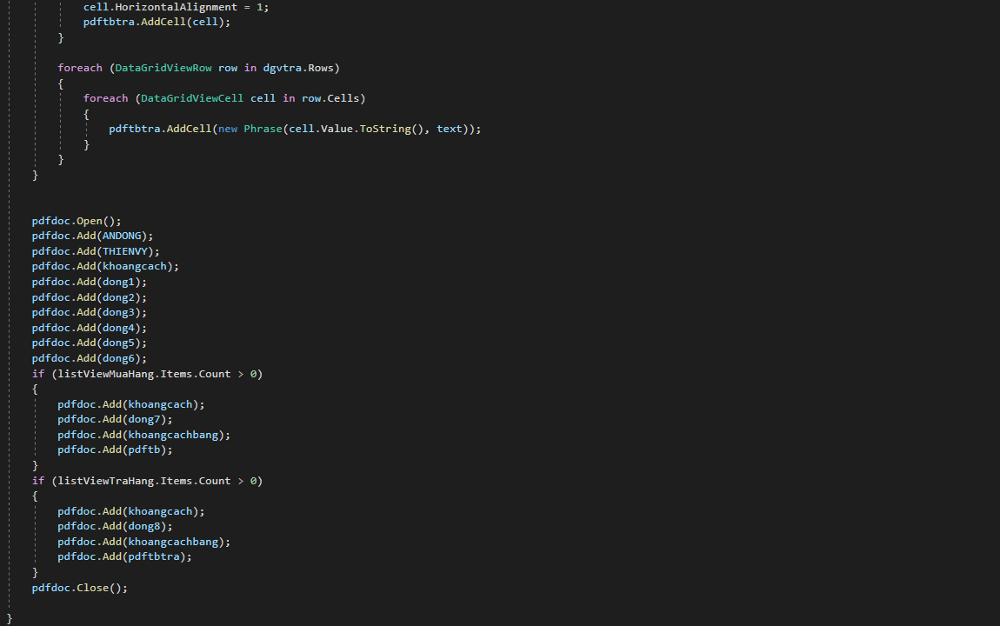 cell.HorizontalAlignment = 1;
pdftbtra.AddCell(cell);
}
foreach (DataGridViewRow row in dgvtra.Rows)
{
foreach (DataGridViewCell cell in row.Cells)
{
pdftbtra.AddCell(new Phrase(cell.Value.ToString(), text));
}
}
}
pdfdoc.Open();
pdfdoc.Add(ANDONG);
pdfdoc.Add(THIENVY);
pdfdoc.Add(khoangcach);
pdfdoc.Add(dong1);
pdfdoc.Add(dong2);
pdfdoc.Add(dong3);
pdfdoc.Add(dong4);
pdfdoc.Add(dong5);
pdfdoc.Add(dong6);
if (listViewMuaHang.Items.Count > 0)
{
pdfdoc.Add(khoangcach);
pdfdoc.Add(dong7);
pdfdoc.Add(khoangcachbang);
pdfdoc.Add(pdftb);
}
if (listViewTraHang.Items.Count > 0)
{
pdfdoc.Add(khoangcach);
pdfdoc.Add(dong8);
pdfdoc.Add(khoangcachbang);
pdfdoc.Add(pdftbtra);
}
pdfdoc.Close();
}